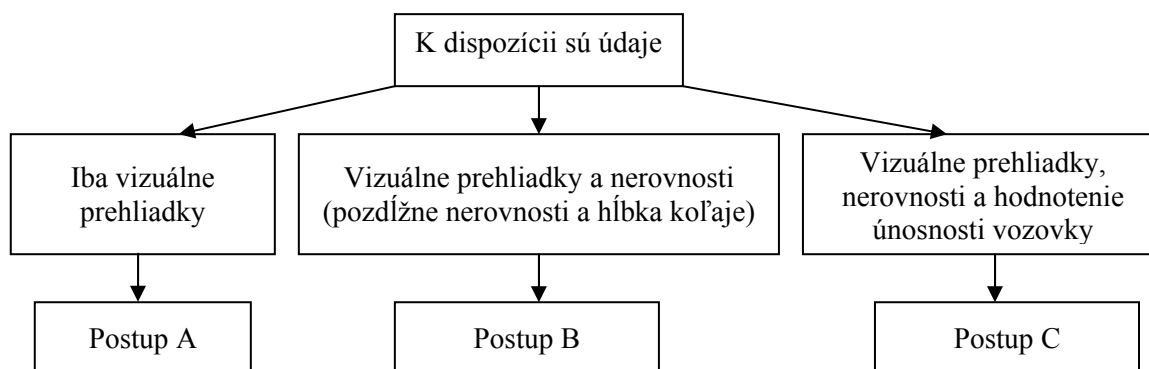 K dispozícii sú údaje
Iba vizuálne
prehliadky
Vizuálne prehliadky a nerovnosti
(pozdĺžne nerovnosti a hĺbka koľaje)
Vizuálne prehliadky,
nerovnosti a hodnotenie
únosnosti vozovky
Postup A
Postup B
Postup C